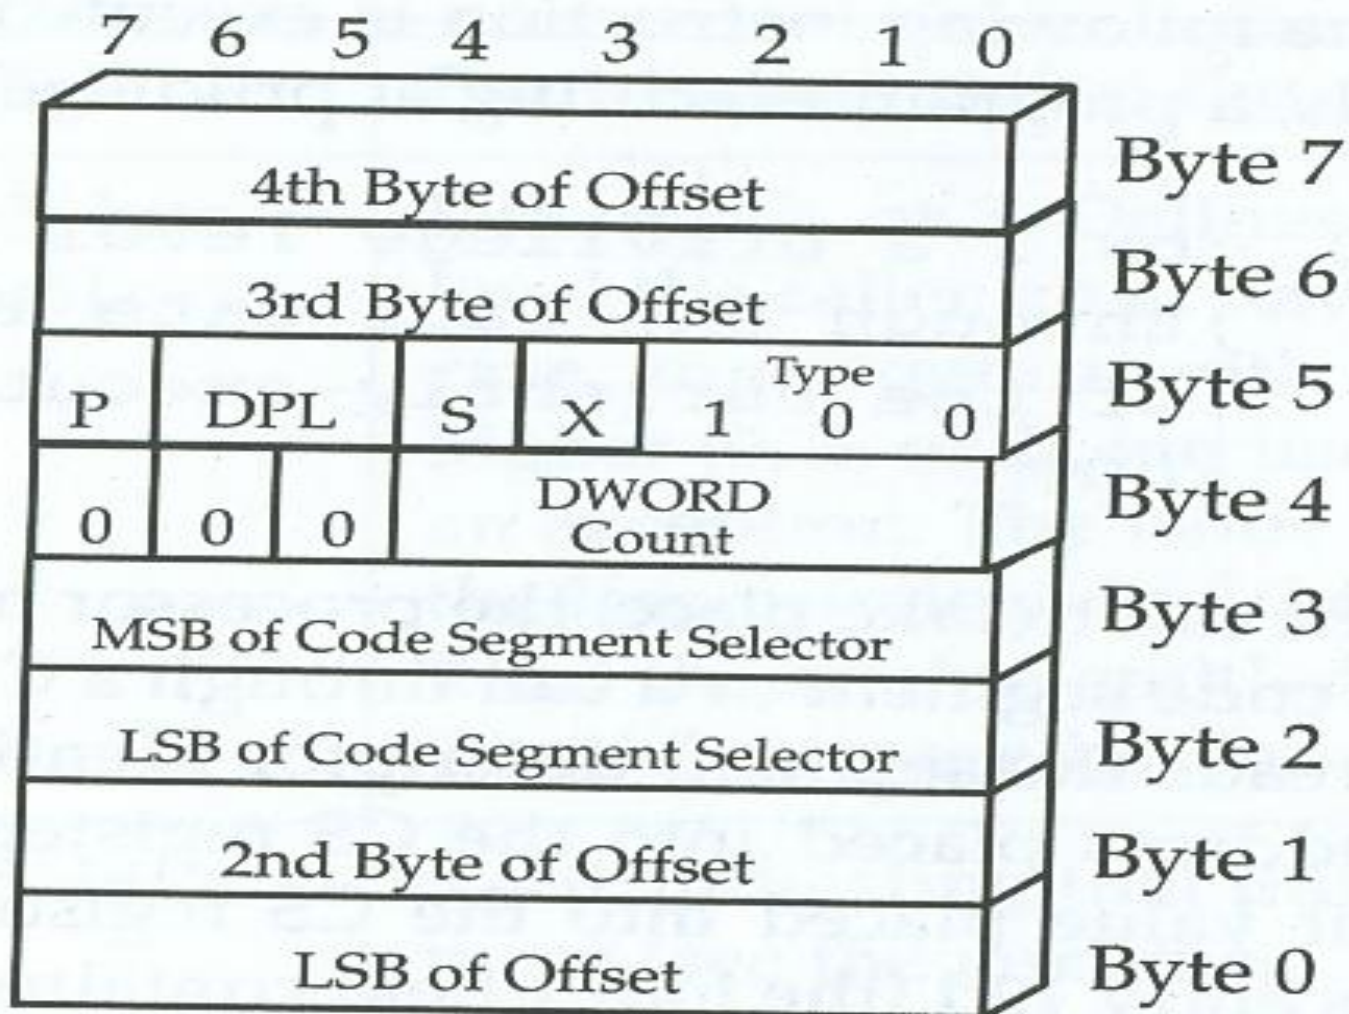 7 6 5 4 3 2 1 0
4th Byte of Offset Byte 7
3rd Byte of Offset Byte 6
Type
P DPL S X 1 0 0 Byte 5
DWORD
0 0 0 Count Byte 4
MSB of Code Segment Selector Byte 3
LSB of Code Segment Selector Byte 2
2nd Byte of Offset Byte 1
LSB of Offset Byte 0